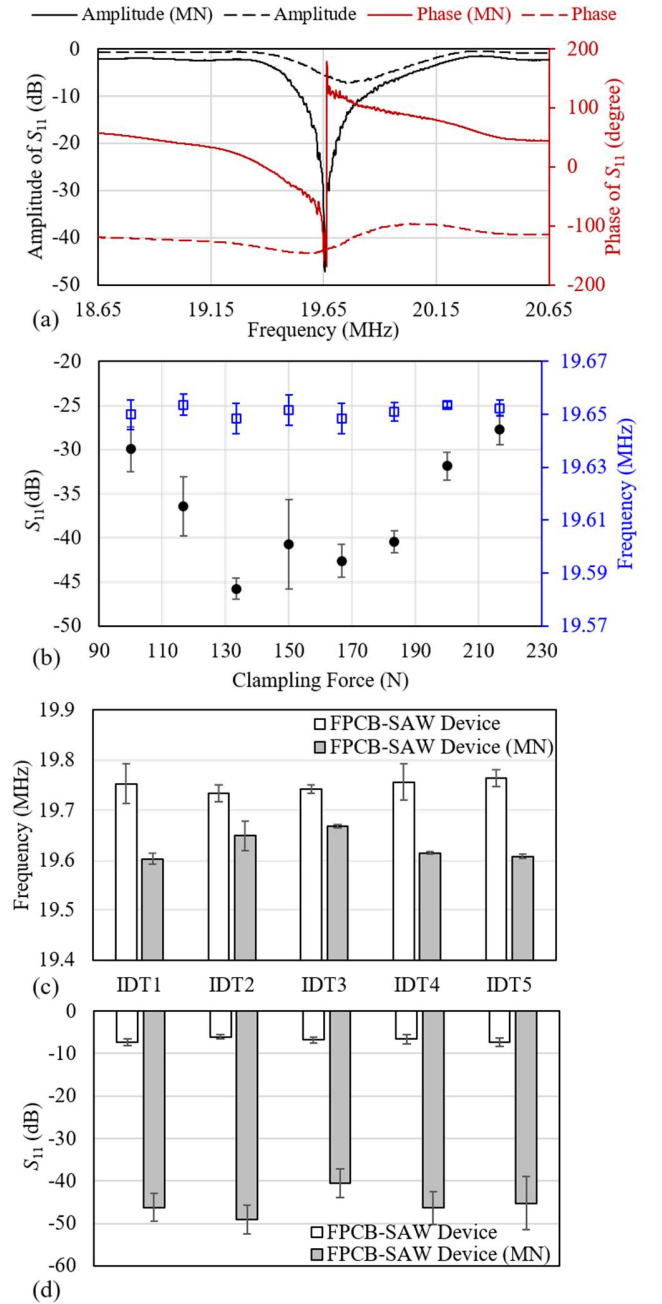 Amplitude (MN) Amplitude Phase (MN) Phase
0
-10
-20
-30
-40
-50
Amplitude of S11 (dB)
200
100
0
-100
-200
Phase of S11 (degree)
18.65 19.15 19.65 20.15 20.65
(a) Frequency (MHz)
-20
-25
-30
-35
-40
-45
-50
S11(dB)
19.67
19.65
19.63
19.61
19.59
19.57
Frequency (MHz)
90 110 130 150 170 190 210 230
(b) Clampling Force (N)
19.9
19.8
19.7
19.6
19.5
19.4
Frequency (MHz)
FPCB-SAW Device
FPCB-SAW Device (MN)
(c) IDT1 IDT2 IDT3 IDT4 IDT5
0
-10
-20
-30
-40
-50
-60
S11 (dB)
FPCB-SAW Device
FPCB-SAW Device (MN)
(d)